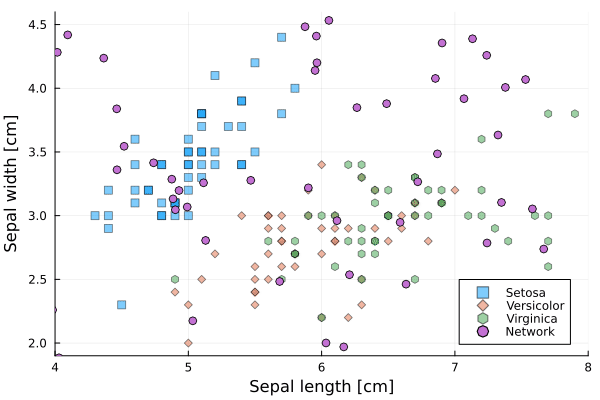 4.5
4.0
3.5
3.0
2.5
2.0
Sepal width [cm]
4 5 6 7 8
Sepal length [cm]
Setosa
Versicolor
Virginica
Network